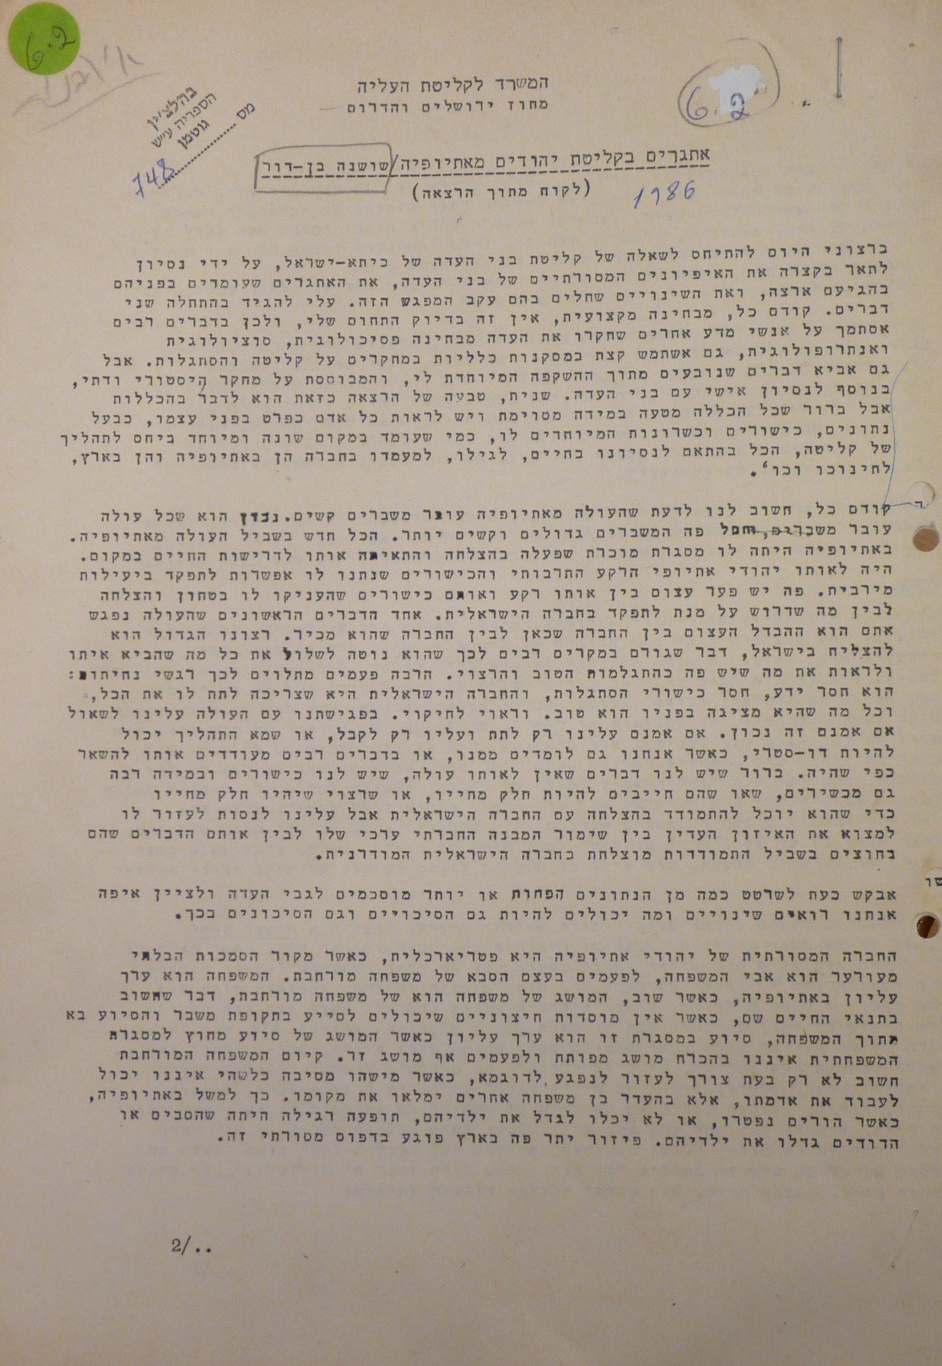 6.2
המשרד לקליטת העליה
מחוז ירושלים והדרום
6.2
הספריה ע"ש
גוטמן
מס
748
אתגרים בקליטת יהודים מאתיופיה/שושנה בן-דור
(לקוח מתוך הרצאה)
1986
ברצוני היום להתיחס לשאלה של קליטת בני העדה של ביתא-ישראל, על ידי נסיון
לתאר בקצרה את האיפיונים המסורתיים של בני העדה, את האתגרים שעומדים בפניהם
בהגיעם ארצה, ואת השינויים שחלים בהם עקב המפגש הזה. עלי להגיד בהתחלה שני
דברים. קודם כל, מבחינה מקצועית, אין זה בדיוק התחום שלי, ולכן בדברים רבים
אסתמך על אנשי מדע אחרים שחקרו את העדה מבחינה פסיכולוגית, סוציולוגית
ואנתרופולוגית, גם אשתמש קצת במסקנות כלליות במחקרים על קליטה והסתגלות. אבל
גם אביא דברים שנובעים מתוך ההשקפה המיוחדת לי, והמבוססת על מחקר היסטורי ודתי,
בנוסף לנסיון אישי עם בני העדה. שנית, טבעה של הרצאה כזאת הוא לדבר בהכללות
אבל ברור שכל הכללה מטעה במידה מסוימת ויש לראות כל אדם כפרט בפני עצמו, כבעל
נתונים, כישורים וכשרונות המיוחדים לו, כמי שעומד במקום שונה ומיוחד ביחס לתהליך
של קליטה, הכל בהתאם לנסיונו בחיים, לגילו, למעמדו בחברה הן באתיופיה והן בארץ,
לחינוכו וכו'.
קודם כל, חשוב לנו לדעת שהעולה מאתיופיה עובר משברים קשים. נכון הוא שכל עולה
עובר משברים, פה המשברים גדולים וקשים יותר. הכל חדש בשביל העולה מאתיופיה.
באתיופיה היתה לו מסגרת מוכרת שפעלה בהצלחה והתאימה אותו לדרישות החיים במקום.
היה לאותו יהודי אתיופי הרקע התרבותי והכישורים שנתנו לו אפשרות לתפקד ביעילות
מירבית. פה יש פער עצום בין אותו רקע ואותם כישורים שהעניקו לו בטחון והצלחה
לבין מה שדרוש על מנת לתפקד בחברה הישראלית. אחד הדברים הראשונים שהעולה נפגש
אתם הוא ההבדל העצום בין החברה שכאן לבין החברה שהוא מכיר. רצונו הגדול הוא
להצליח בישראל, דבר שגורם במקרים רבים לכך שהוא נוטה לשלול את כל מה שהביא איתו
ולראות את מה שיש פה כהתגלמות הטוב והרצוי. הרבה פעמים מתלוים לכך רגשי נחיתות:
הוא חסר ידע, חסר כישורי הסתגלות, והחברה הישראלית היא שצריכה לתת לו את הכל,
וכל מה שהיא מציגה בפניו הוא טוב. וראוי לחיקוי. בפגישתנו עם העולה עלינו לשאול
אם אמנם זה נכון. אם אמנם עלינו רק לתת ועליו רק לקבל, או שמא התהליך יכול
להיות דו-סטרי, כאשר אנחנו גם לומדים ממנו, או בדברים רבים מעודדים אותו להשאר
כפי שהיה. ברור שיש לנו דברים שאין לאותו עולה, שיש לנו כישורים ובמידה רבה
גם מכשירים, שאו שהם חייבים להיות חלק מחייו, או שרצוי שיהיו חלק מחייו
כדי שהוא יוכל להתמודד בהצלחה עם החברה הישראלית אבל עלינו לנסות לעזור לו
למצוא את האיזון העדין בין שימור המבנה החברתי ערכי שלו לבין אותם הדברים שהם
נחוצים בשביל התמודדות מוצלחת בחברה הישראלית המודרנית.
אבקש כעת לשרטט כמה מן הנתונים הפחות או יותר מוסכמים לגבי העדה ולציין איפה
אנחנו רואים שינויים ומה יכולים להיות גם הסיכויים וגם הסיכונים בכך.
החברה המסורתית של יהודי אתיופיה היא פטריארכלית, כאשר מקור הסמכות הבלתי
מעורער הוא אבי המשפחה, לפעמים בעצם הסבא של משפחה מורחבת. המשפחה הוא ערך
עליון באתיופיה, כאשר שוב, המושג של משפחה הוא של משפחה מורחבת, דבר שחשוב
בתנאי החיים שם, כאשר אין מוסדות חיצוניים שיכולים לסייע בתקופת משבר והסיוע בא
מתוך המשפחה, סיוע במסגרת זו הוא ערך עליון כאשר המושג של סיוע מחוץ למסגרת
המשפחתית איננו בהכרח מושג מפותח ולפעמים אף מושג זר. קיום המשפחה המורחבת
חשוב לא רק בעת צורך לעזור לנפגע, לדוגמא, כאשר מישהו מסיבה כלשהי איננו יכול
לעבוד את אדמתו, אלא בהעדר בן משפחה אחרים ימלאו את מקומו. כך למשל באתיופיה,
כאשר הורים נפטרו, או לא יכלו לגדל את ילדיהם, תופעה רגילה היתה שהסבים או
הדודים גדלו את ילדיהם. פיזור יתר פה בארץ פוגע בדפוס מסורתי זה.
2/..